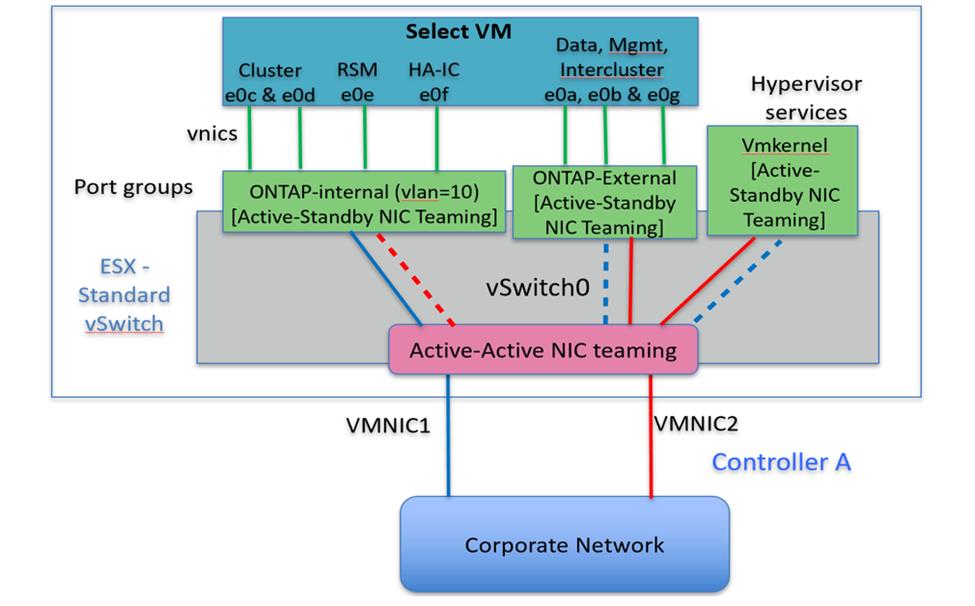 Select VM
Cluster
e0c & e0d
RSM
e0e
HA-IC
e0f
Data, Mgmt,
Intercluster
e0a, e0b & e0g
Hypervisor
services
vnics
Port groups
ONTAP-internal (vlan=10)
[Active-Standby NIC Teaming]
ONTAP-External
[Active-Standby
NIC Teaming]
Vmkernel
[Active-
Standby NIC
Teaming]
ESX -
Standard
vSwitch
vSwitch0
Active-Active NIC teaming
VMNIC1
VMNIC2
Controller A
Corporate Network